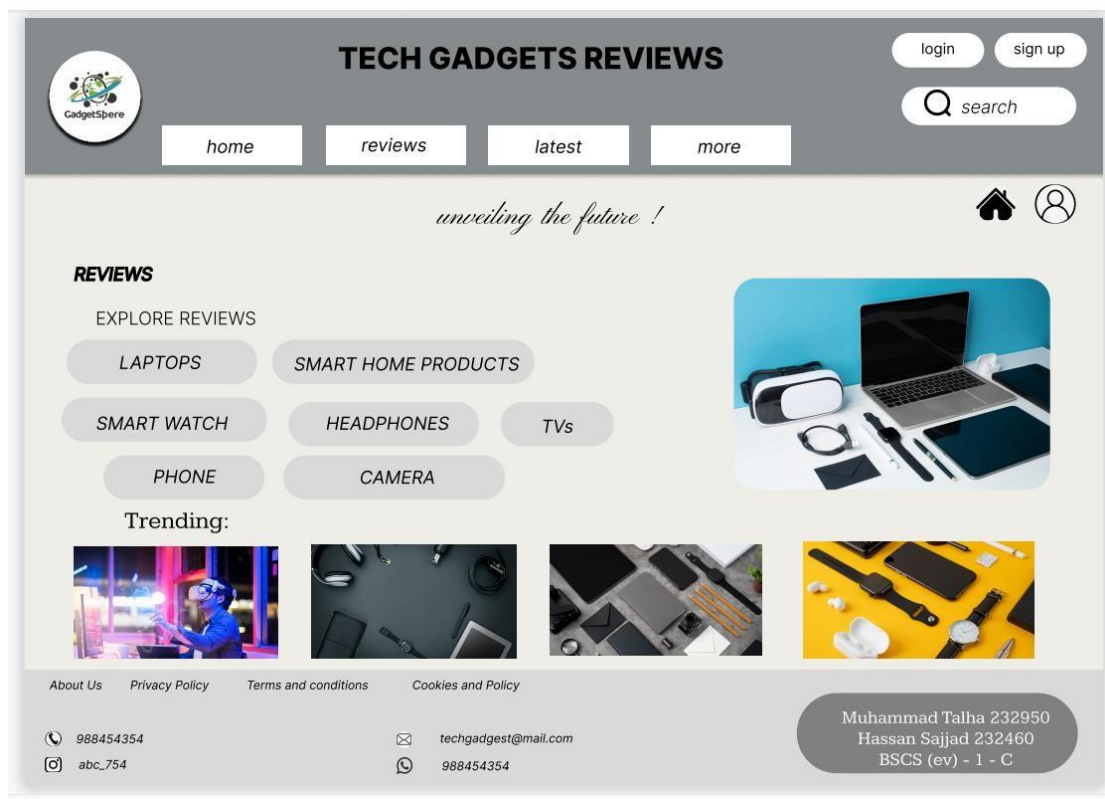 TECH GADGETS REVIEWS
login
sign up
GadgetSpere
search
home
reviews
latest
more
unveiling the future !
REVIEWS
EXPLORE REVIEWS
LAPTOPS
SMART HOME PRODUCTS
SMART WATCH
HEADPHONES
TVs
PHONE
CAMERA
Trending:
About Us
Privacy Policy
Terms and conditions
Cookies and Policy
988454354
techgadgest@mail.com
abc_754
988454354
Muhammad Talha 232950
Hassan Sajjad 232460
BSCS (ev) - 1 - C